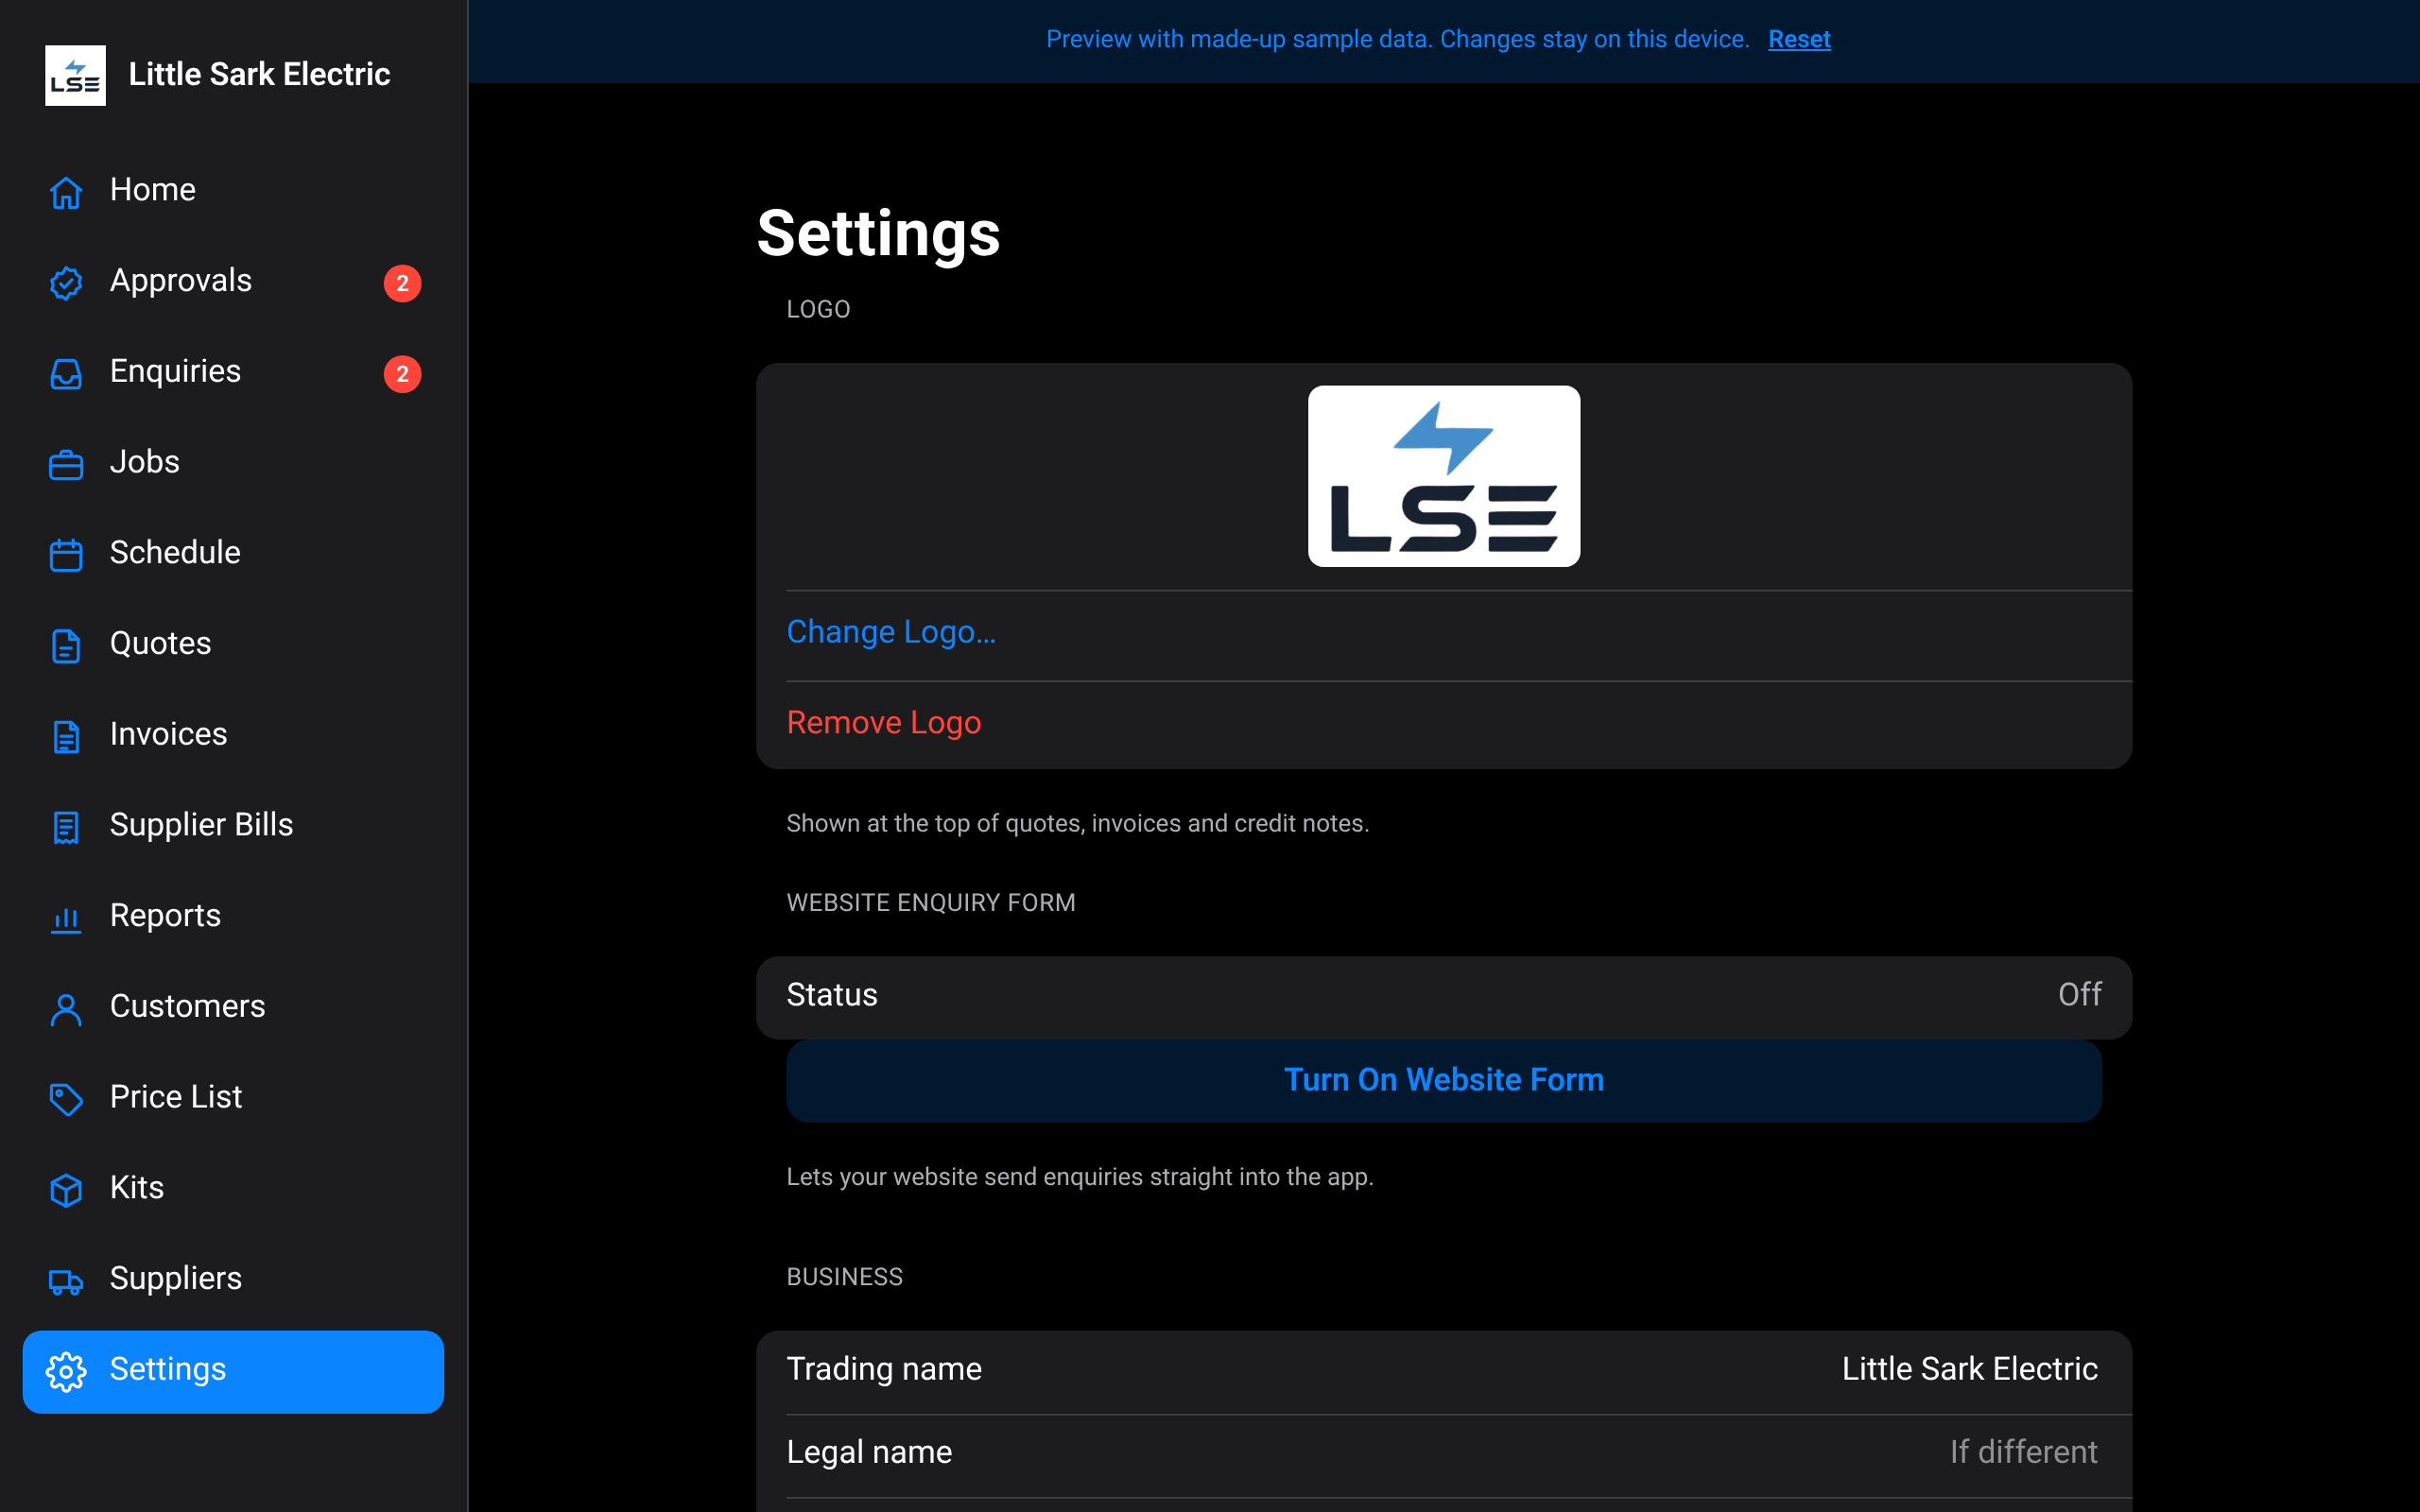 LSE
Little Sark Electric
Home
Approvals 2
Enquiries 2
Jobs
Schedule
Quotes
Invoices
Supplier Bills
Reports
Customers
Price List
Kits
Suppliers
Settings
Preview with made-up sample data. Changes stay on this device. Reset
Settings
LOGO
LSE
Change Logo...
Remove Logo
Shown at the top of quotes, invoices and credit notes.
WEBSITE ENQUIRY FORM
Status Off
Turn On Website Form
Lets your website send enquiries straight into the app.
BUSINESS
Trading name Little Sark Electric
Legal name If different